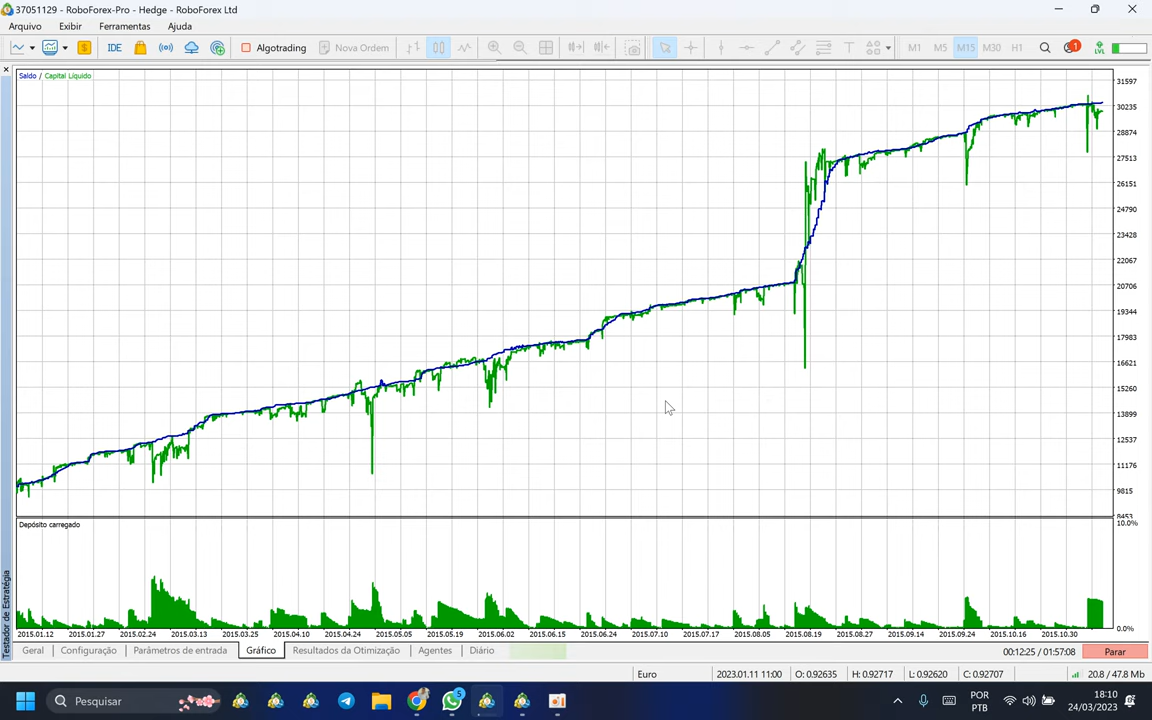 37051129 - RoboForex-Pro - Hedge - RoboForex Ltd
Arquivo Exibir Ferramentas Ajuda
IDE Algotrading Nova Ordem M1 M5 M15 M30 H1 1 LVL
Saldo / Capital Líquido
31597
30235
28874
27513
26151
24790
23428
22067
20706
19344
17983
16621
15260
13899
12537
11176
9815
8453
Depósito carregado
10.0%
0.0%
2015.01.12 2015.01.27 2015.02.24 2015.03.13 2015.03.25 2015.04.10 2015.04.24 2015.05.05 2015.05.19 2015.06.02 2015.06.15 2015.06.24 2015.07.10 2015.07.17 2015.08.05 2015.08.19 2015.08.27 2015.09.14 2015.09.24 2015.10.16 2015.10.30
Testador de Estratégia
Geral Configuração Parâmetros de entrada Gráfico Resultados da Otimização Agentes Diário 00:12:25 / 01:57:08 Parar
Euro 2023.01.11 11:00 O: 0.92635 H: 0.92717 L: 0.92620 C: 0.92707 20.8 / 47.8 Mb
Pesquisar 5 POR 18:10
PTB 24/03/2023